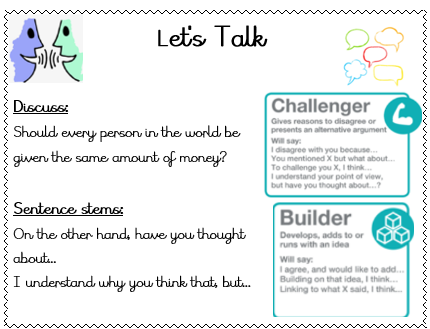 Let's Talk
Discuss:
Should every person in the world be
given the same amount of money?
Sentence stems:
On the other hand, have you thought
about...
I understand why you think that, but...
Challenger
Gives reasons to disagree or
presents an alternative argument
Will say:
I disagree with you because...
You mentioned X but what about...
To challenge you X, I think...
I understand your point of view,
but have you thought about...?
Builder
Develops, adds to or
runs with an idea
Will say:
I agree, and would like to add...
Building on that idea, I think...
Linking to what X said, I think...